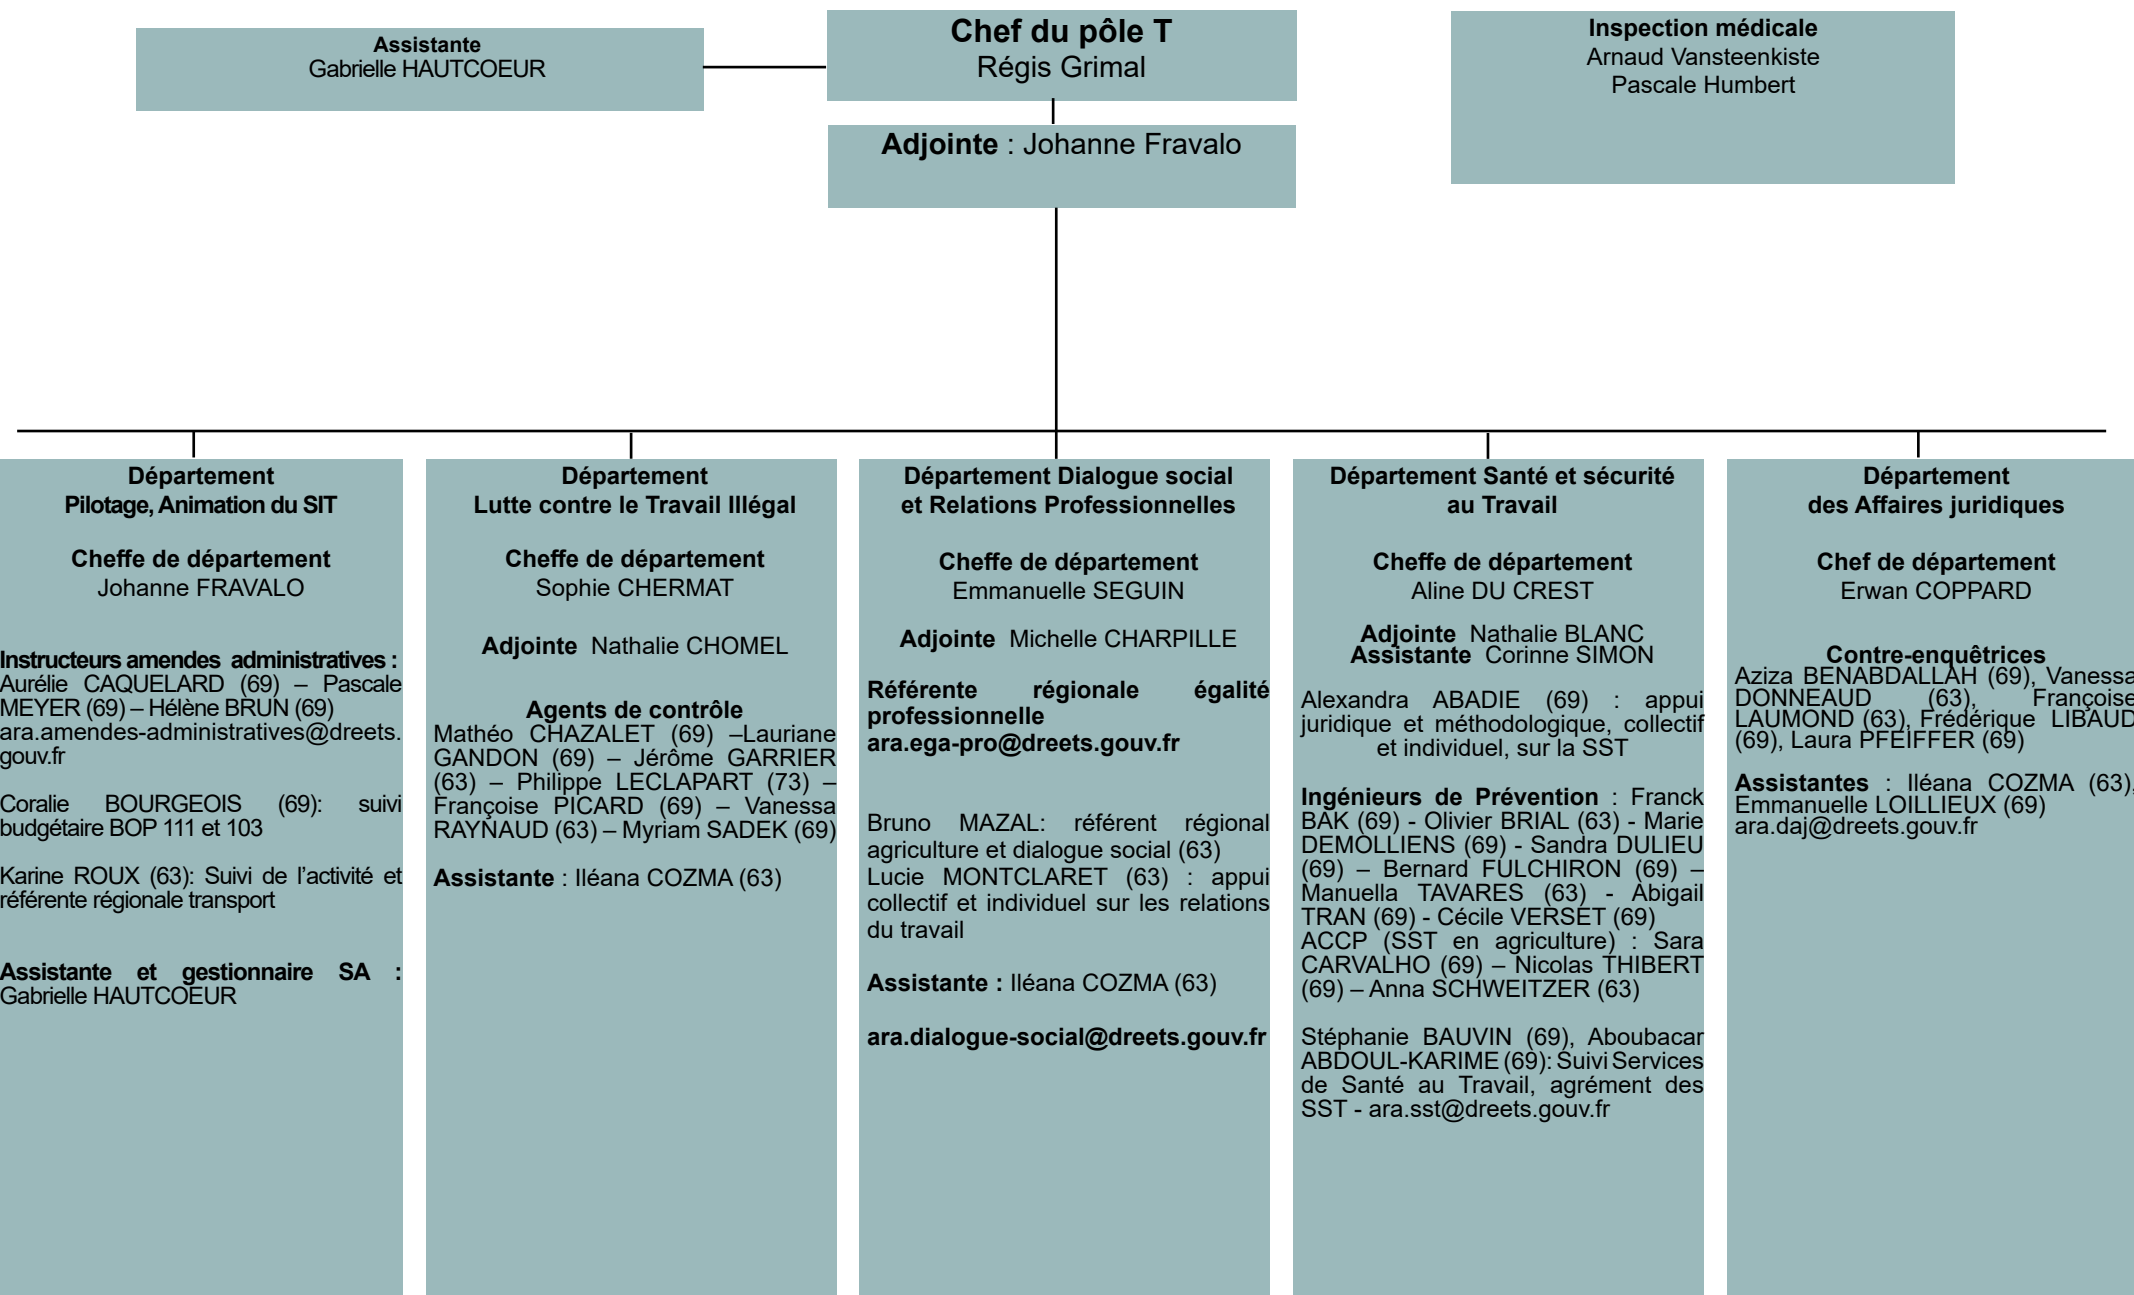 Assistante
Gabrielle HAUTCOEUR
Chef du pôle T
Régis Grimal
Adjointe : Johanne Fravalo
Inspection médicale
Arnaud Vansteenkiste
Pascale Humbert
Département
Pilotage, Animation du SIT
Cheffe de département
Johanne FRAVALO
Instructeurs amendes administratives :
Aurélie CAQUELARD (69) – Pascale
MEYER (69) – Hélène BRUN (69)
ara.amendes-administratives@dreets.
gouv.fr
Coralie BOURGEOIS (69): suivi
budgétaire BOP 111 et 103
Karine ROUX (63): Suivi de l’activité et
référente régionale transport
Assistante et gestionnaire SA :
Gabrielle HAUTCOEUR
Département
Lutte contre le Travail Illégal
Cheffe de département
Sophie CHERMAT
Adjointe Nathalie CHOMEL
Agents de contrôle
Mathéo CHAZALET (69) –Lauriane
GANDON (69) – Jérôme GARRIER
(63) – Philippe LECLAPART (73) –
Françoise PICARD (69) – Vanessa
RAYNAUD (63) – Myriam SADEK (69)
Assistante : Iléana COZMA (63)
Département Dialogue social
et Relations Professionnelles
Cheffe de département
Emmanuelle SEGUIN
Adjointe Michelle CHARPILLE
Référente régionale égalité
professionnelle
ara.ega-pro@dreets.gouv.fr
Bruno MAZAL: référent régional
agriculture et dialogue social (63)
Lucie MONTCLARET (63) : appui
collectif et individuel sur les relations
du travail
Assistante : Iléana COZMA (63)
ara.dialogue-social@dreets.gouv.fr
Département Santé et sécurité
au Travail
Cheffe de département
Aline DU CREST
Adjointe Nathalie BLANC
Assistante Corinne SIMON
Alexandra ABADIE (69) : appui
juridique et méthodologique, collectif
et individuel, sur la SST
Ingénieurs de Prévention : Franck
BAK (69) - Olivier BRIAL (63) - Marie
DEMOLLIENS (69) - Sandra DULIEU
(69) – Bernard FULCHIRON (69) –
Manuella TAVARES (63) - Abigail
TRAN (69) - Cécile VERSET (69)
ACCP (SST en agriculture) : Sara
CARVALHO (69) – Nicolas THIBERT
(69) – Anna SCHWEITZER (63)
Stéphanie BAUVIN (69), Aboubacar
ABDOUL-KARIME (69): Suivi Services
de Santé au Travail, agrément des
SST - ara.sst@dreets.gouv.fr
Département
des Affaires juridiques
Chef de département
Erwan COPPARD
Contre-enquêtrices
Aziza BENABDALLAH (69), Vanessa
DONNEAUD (63), Françoise
LAUMOND (63), Frédérique LIBAUD
(69), Laura PFEIFFER (69)
Assistantes : Iléana COZMA (63),
Emmanuelle LOILLIEUX (69)
ara.daj@dreets.gouv.fr